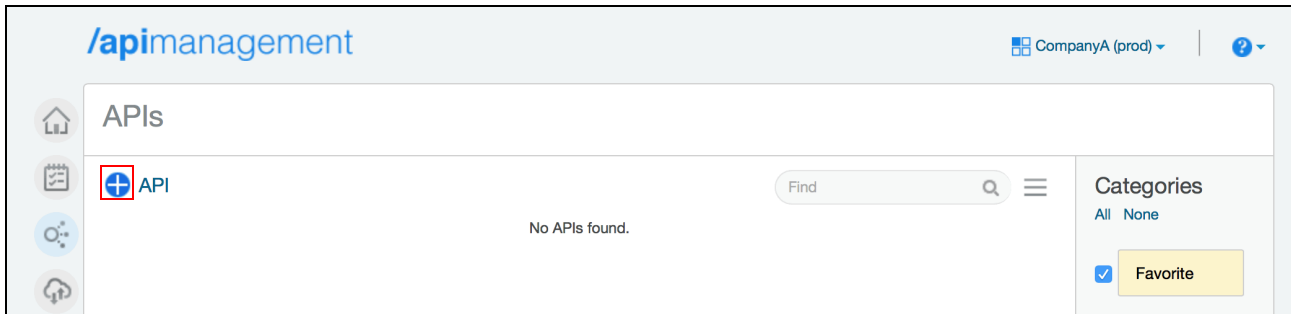 /apimanagement
CompanyA (prod)
?
APIs
API
Find
No APIs found.
Categories
All None
Favorite